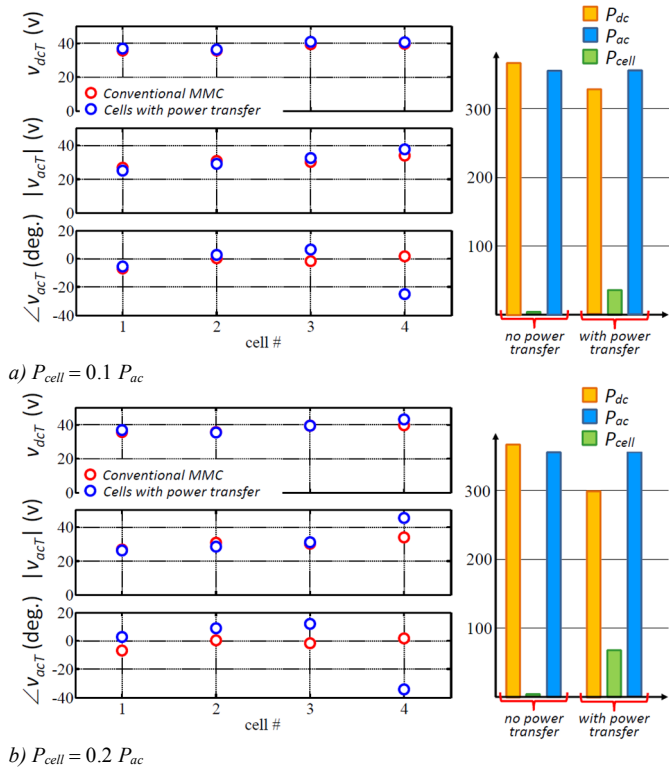 v_dcT (v)
40
20
0
Conventional MMC
Cells with power transfer
|v_acT| (v)
40
20
0
∠v_acT (deg.)
20
0
-20
-40
1 2 3 4
cell #
P_dc
P_ac
P_cell
300
200
100
no power transfer
with power transfer
a) P_cell = 0.1 P_ac
v_dcT (v)
40
20
0
Conventional MMC
Cells with power transfer
|v_acT| (v)
40
20
0
∠v_acT (deg.)
20
0
-20
-40
1 2 3 4
cell #
P_dc
P_ac
P_cell
300
200
100
no power transfer
with power transfer
b) P_cell = 0.2 P_ac